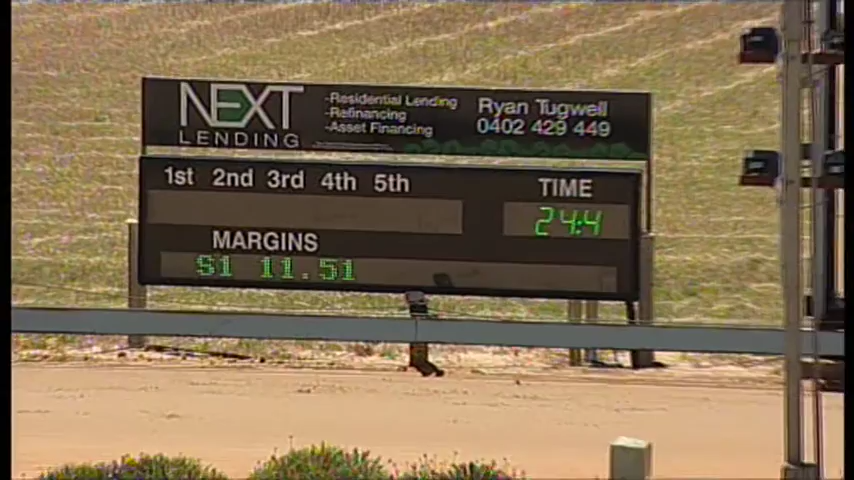 NEXT
LENDING
-Residential Lending
-Refinancing
-Asset Financing
Ryan Tugwell
0402 429 449
1st 2nd 3rd 4th 5th
TIME
24:4
MARGINS
S1 11.51